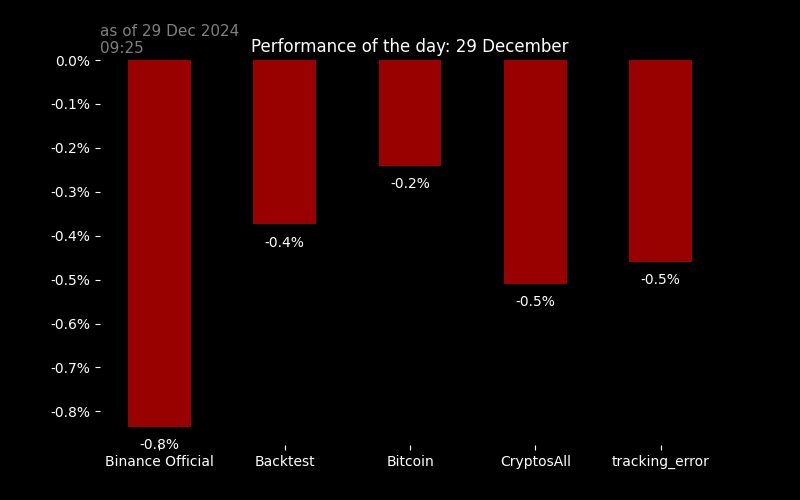 as of 29 Dec 2024
09:25
Performance of the day: 29 December
0.0%
-0.1%
-0.2%
-0.3%
-0.4%
-0.5%
-0.6%
-0.7%
-0.8%
-0.8%
-0.4%
-0.2%
-0.5%
-0.5%
Binance Official
Backtest
Bitcoin
CryptosAll
tracking_error